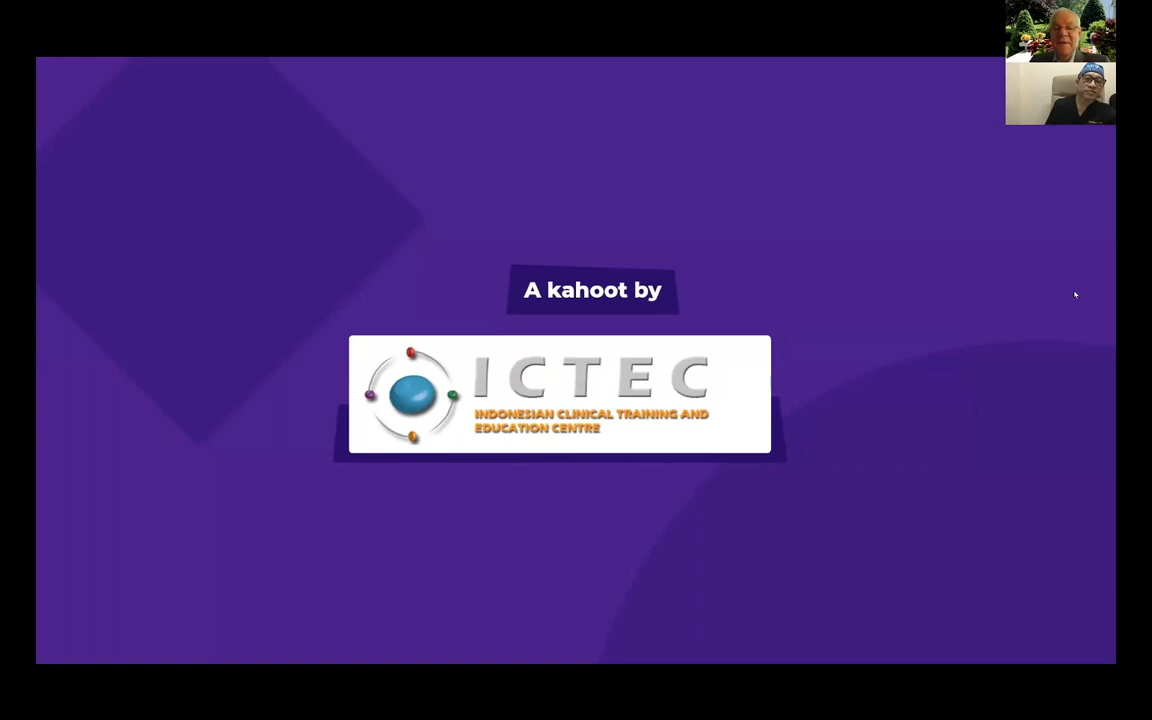 A kahoot by
ICTEC
INDONESIAN CLINICAL TRAINING AND
EDUCATION CENTRE